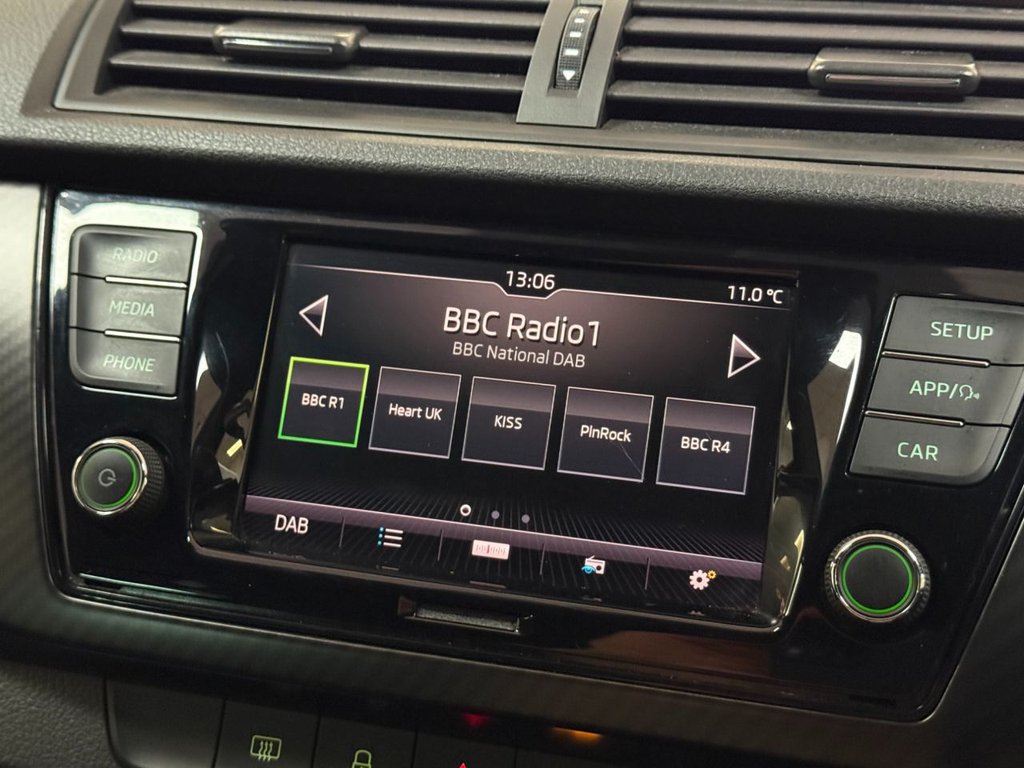 RADIO
MEDIA
PHONE
13:06
11.0 °C
BBC Radio1
BBC National DAB
BBC R1
Heart UK
KISS
PlnRock
BBC R4
DAB
SETUP
APP/
CAR